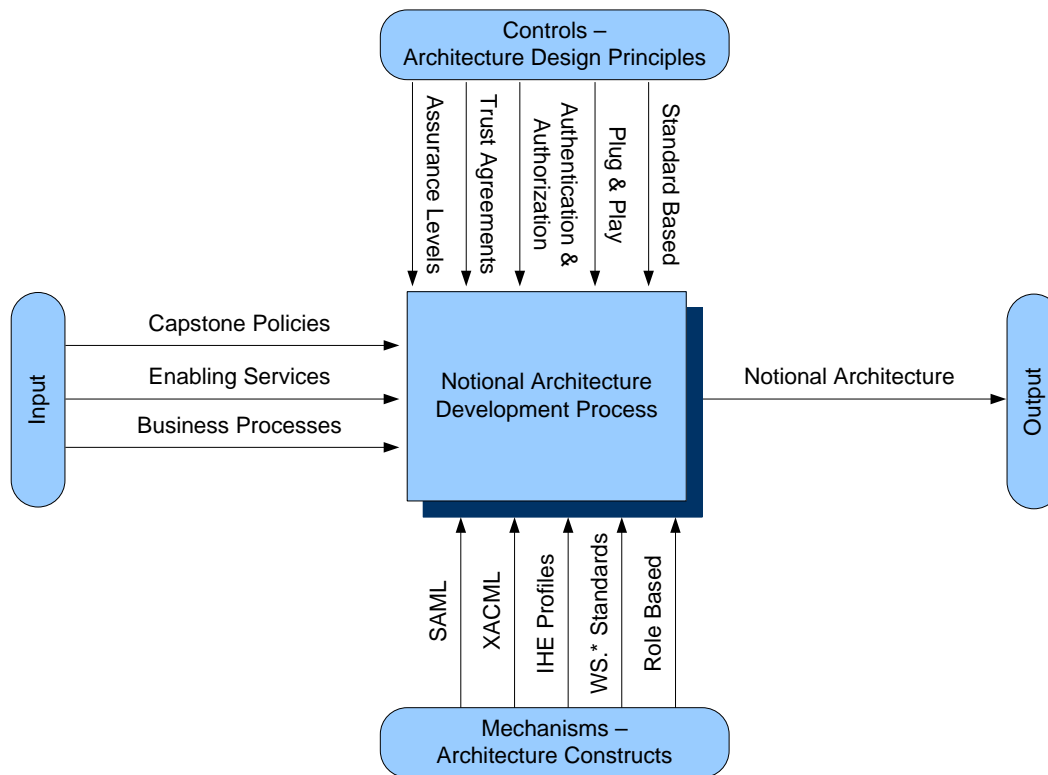 Controls –
Architecture Design Principles
Assurance Levels
Trust Agreements
Authentication &
Authorization
Plug & Play
Standard Based
Input
Capstone Policies
Enabling Services
Business Processes
Notional Architecture
Development Process
Notional Architecture
Output
SAML
XACML
IHE Profiles
WS.* Standards
Role Based
Mechanisms –
Architecture Constructs